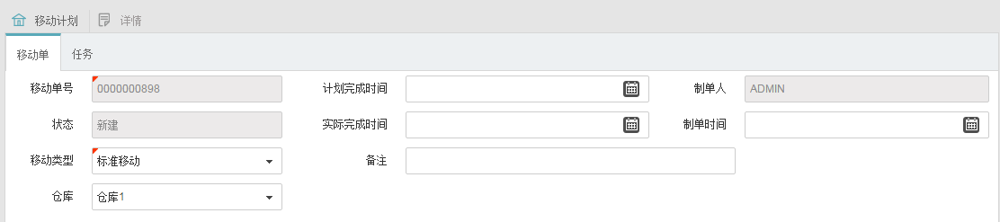 移动计划 详情
移动单 任务
移动单号 0000000898 计划完成时间 制单人 ADMIN
状态 新建 实际完成时间 制单时间
移动类型 标准移动 备注
仓库 仓库1